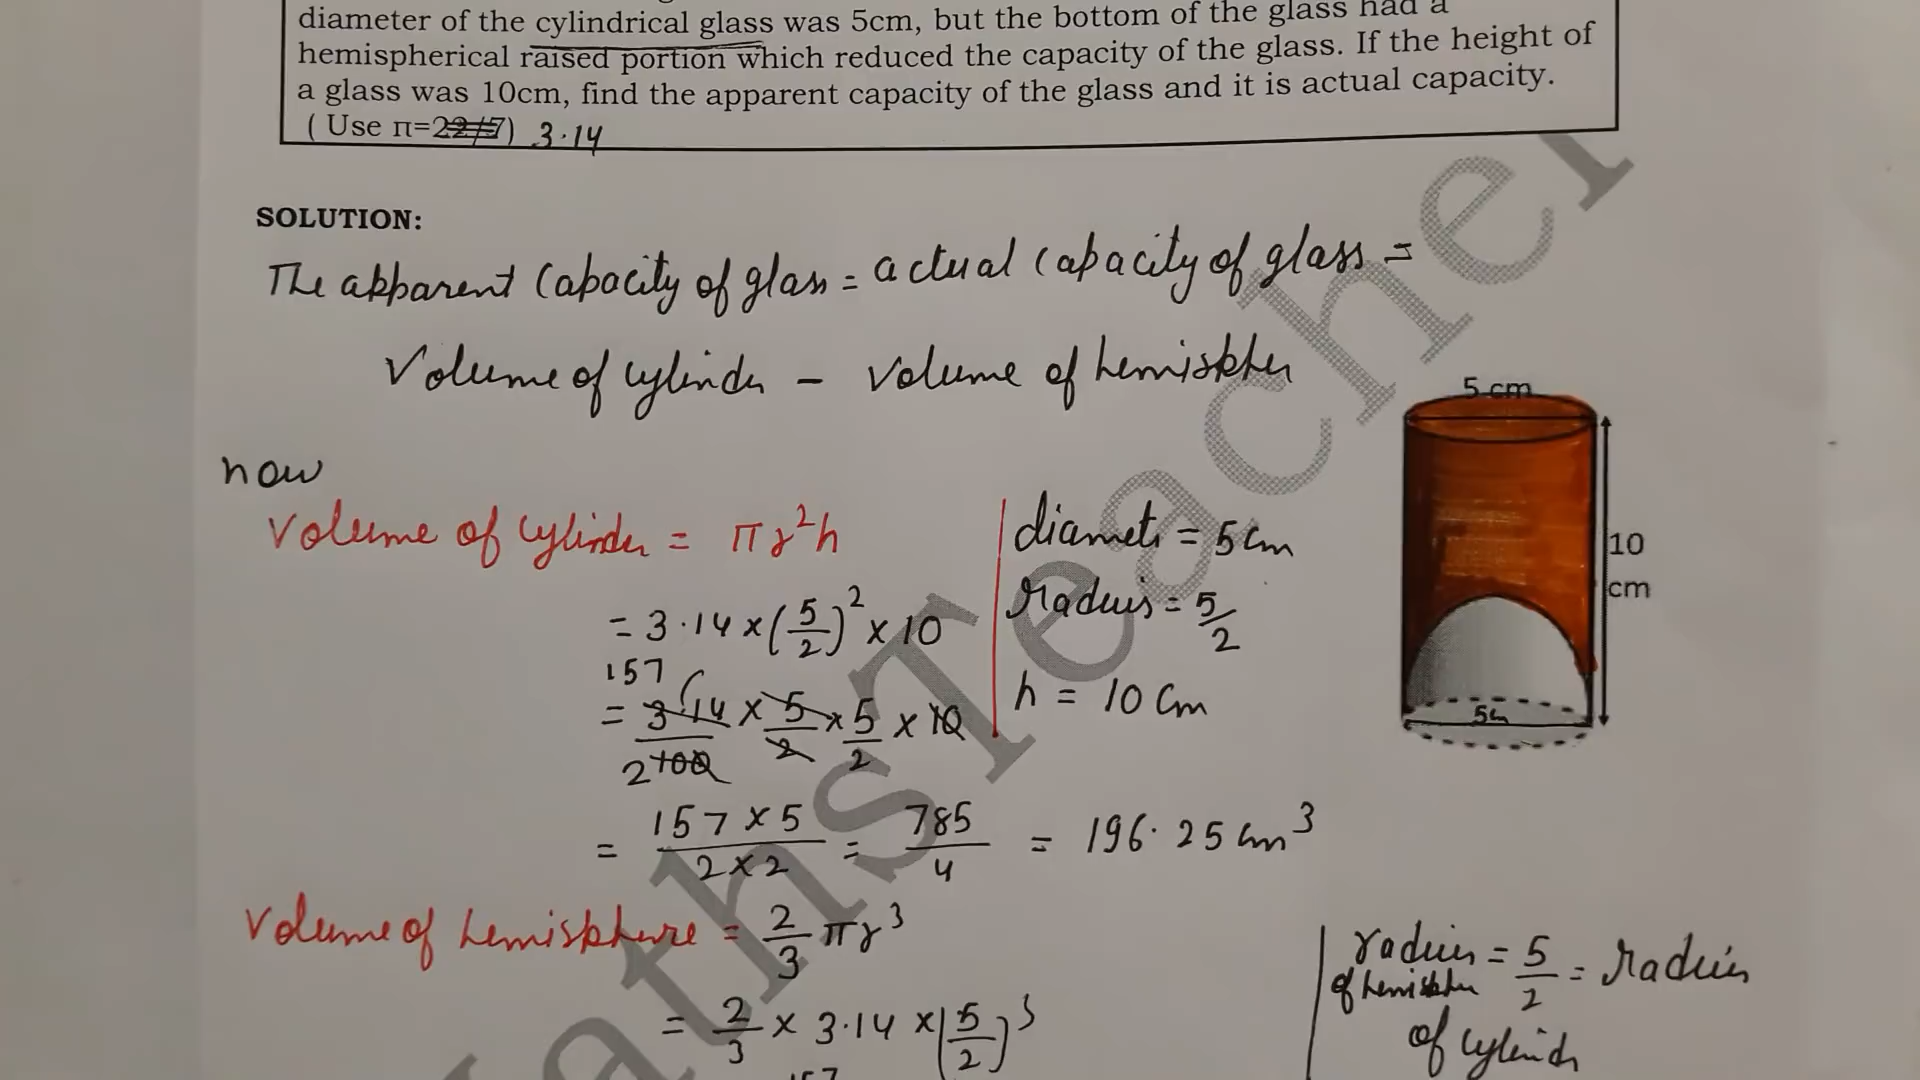 diameter of the cylindrical glass was 5cm, but the bottom of the glass had a
hemispherical raised portion which reduced the capacity of the glass. If the height of
a glass was 10cm, find the apparent capacity of the glass and it is actual capacity.
( Use π=22/7) 3.14
SOLUTION:
The apparent Capacity of glass = actual capacity of glass =
Volume of cylinder - volume of hemispher
now
Volume of cylinder = πr²h
diameter = 5cm
= 3.14 × (5/2)² × 10
radius = 5/2
157
= 314/100 × 5/2 × 5/2 × 10
h = 10 cm
2
= 157 × 5 / 2 × 2 = 785/4 = 196.25 cm³
Volume of hemisphere = 2/3 πr³
radius = 5/2 = radius
of hemispher
of cylinder
= 2/3 × 3.14 × (5/2)³
157
5 cm
10
cm
5cm
MathsTeacher